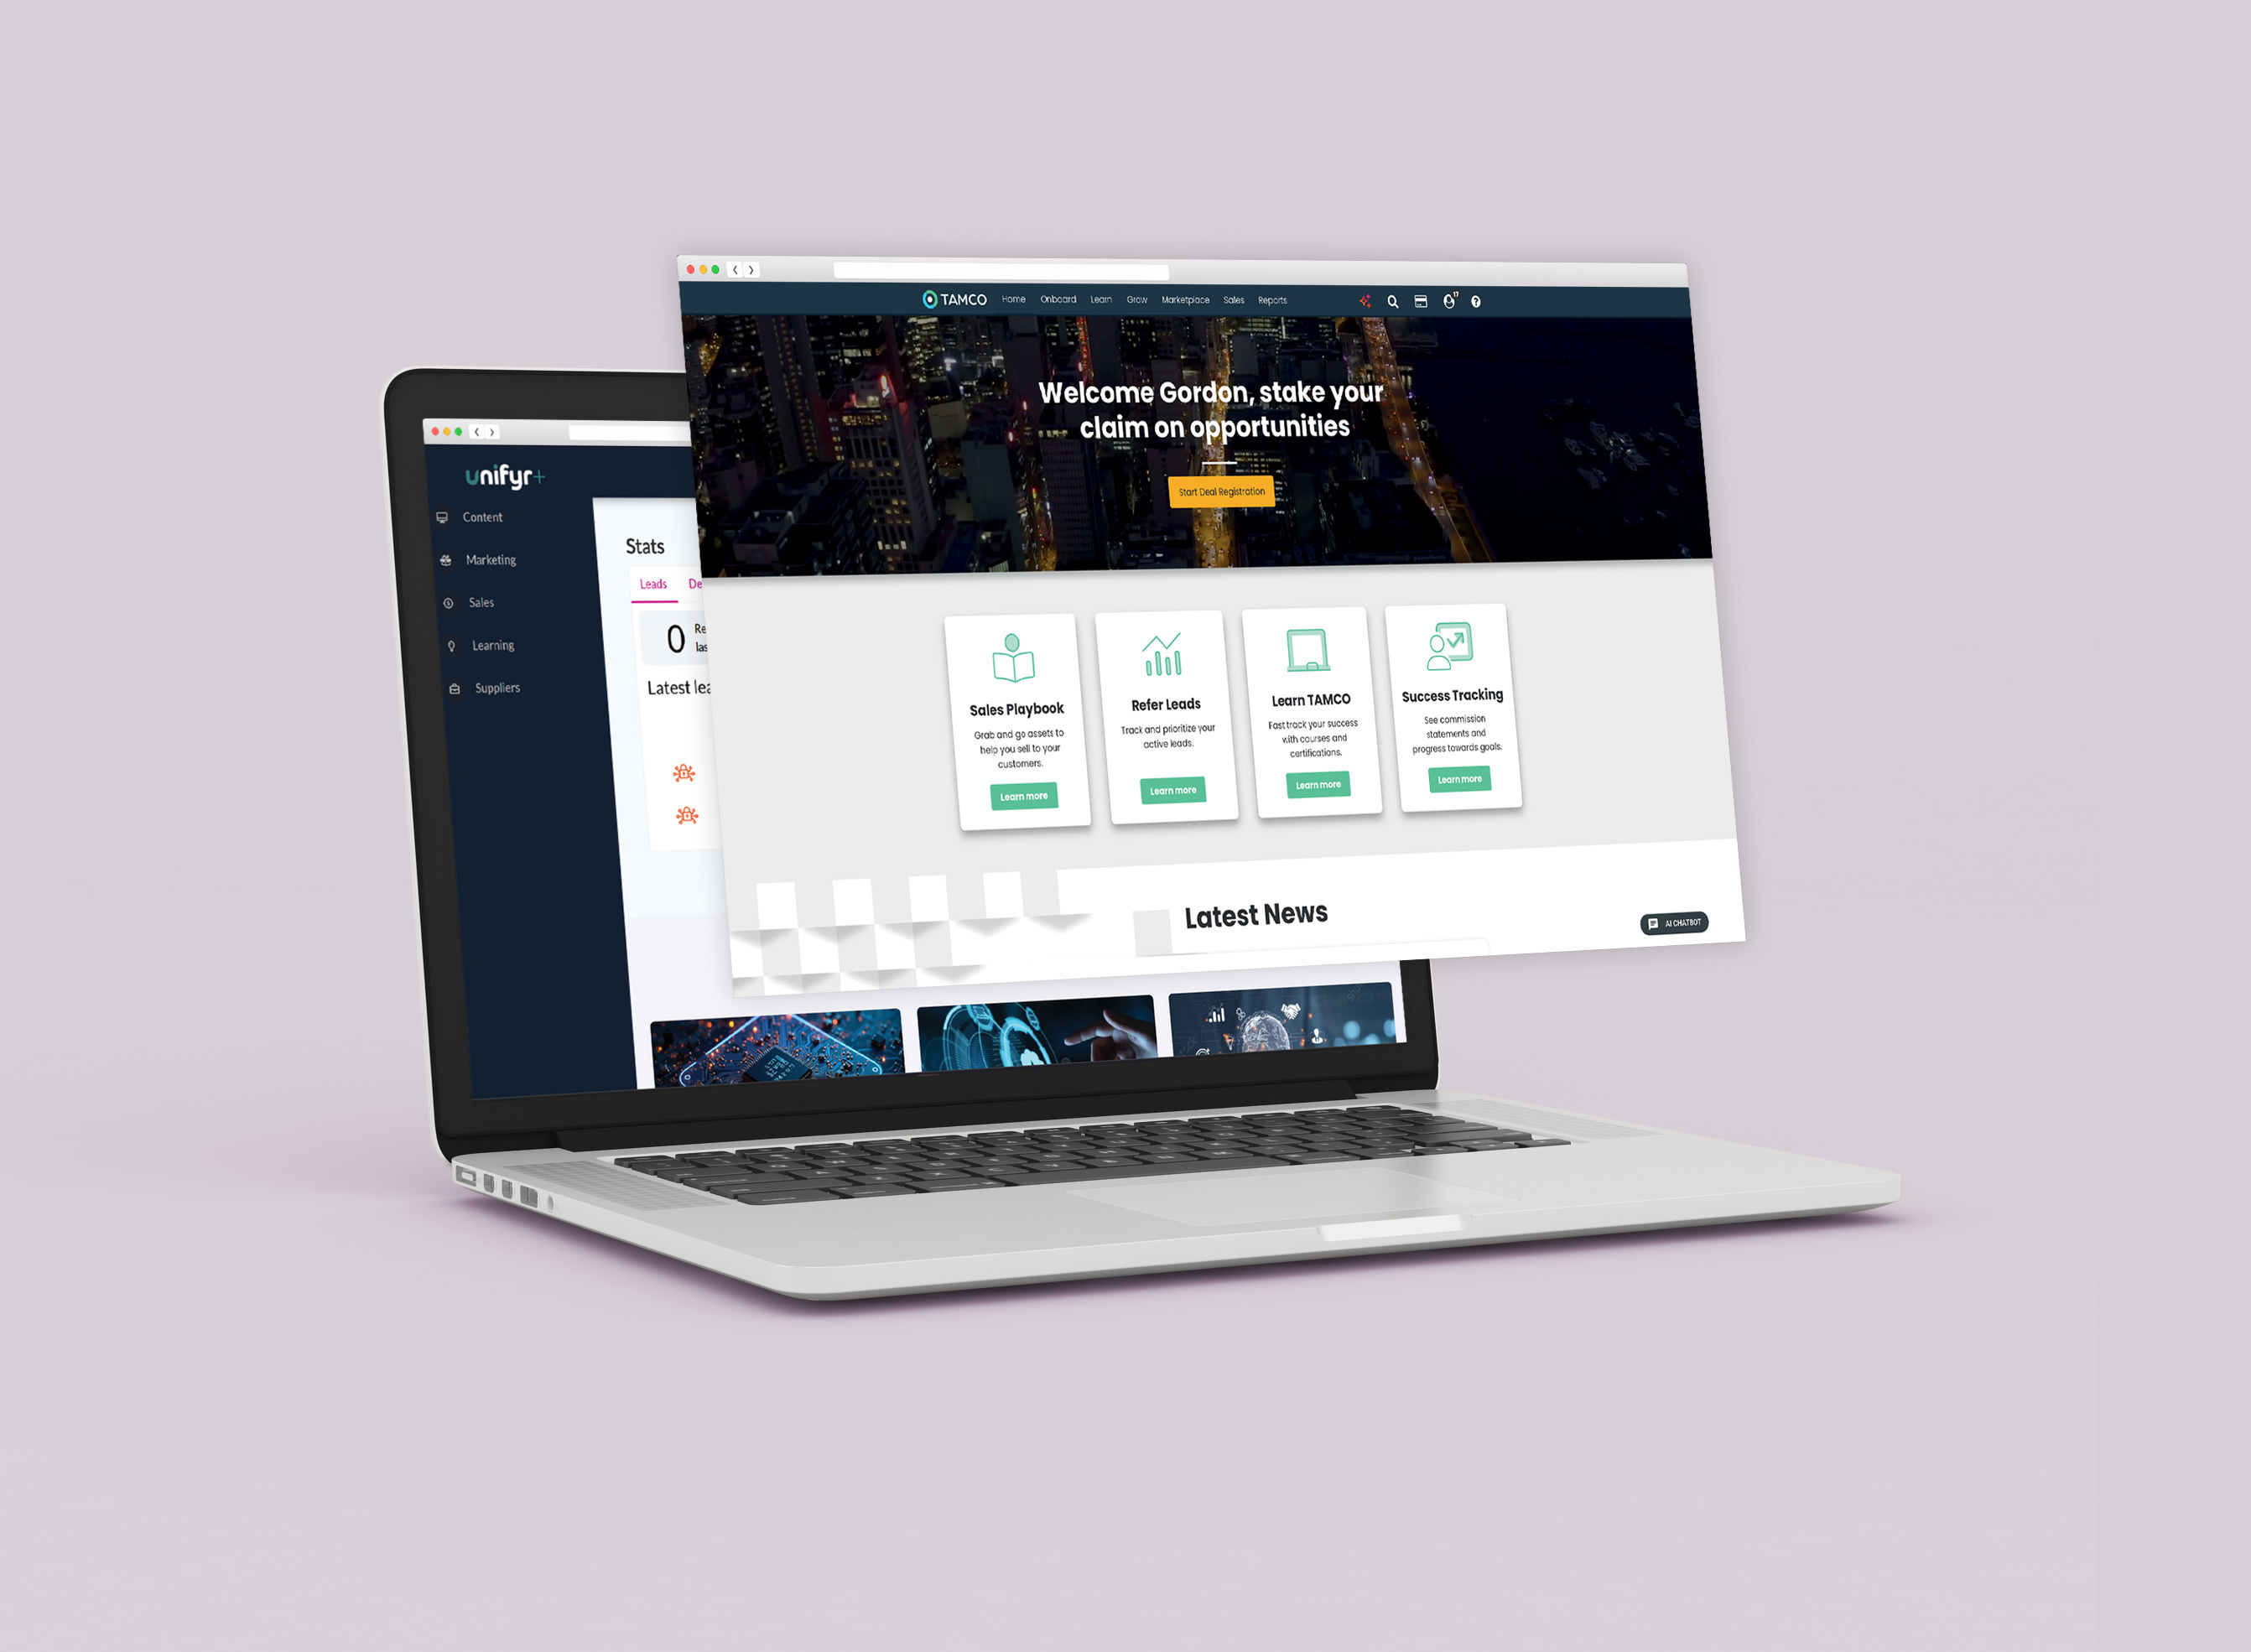 TAMCO Home Onboard Learn Grow Marketplace Sales Reports
17
Welcome Gordon, stake your
claim on opportunities
Start Deal Registration
Sales Playbook
Grab and go assets to
help you sell to your
customers.
Learn more
Refer Leads
Track and prioritize your
active leads.
Learn more
Learn TAMCO
Fast track your success
with courses and
certifications.
Learn more
Success Tracking
See commission
statements and
progress towards goals.
Learn more
Latest News
AI CHATBOT
unifyr+
Content
Marketing
Sales
Learning
Suppliers
Stats
Leads De
0 Re
las
Latest lea